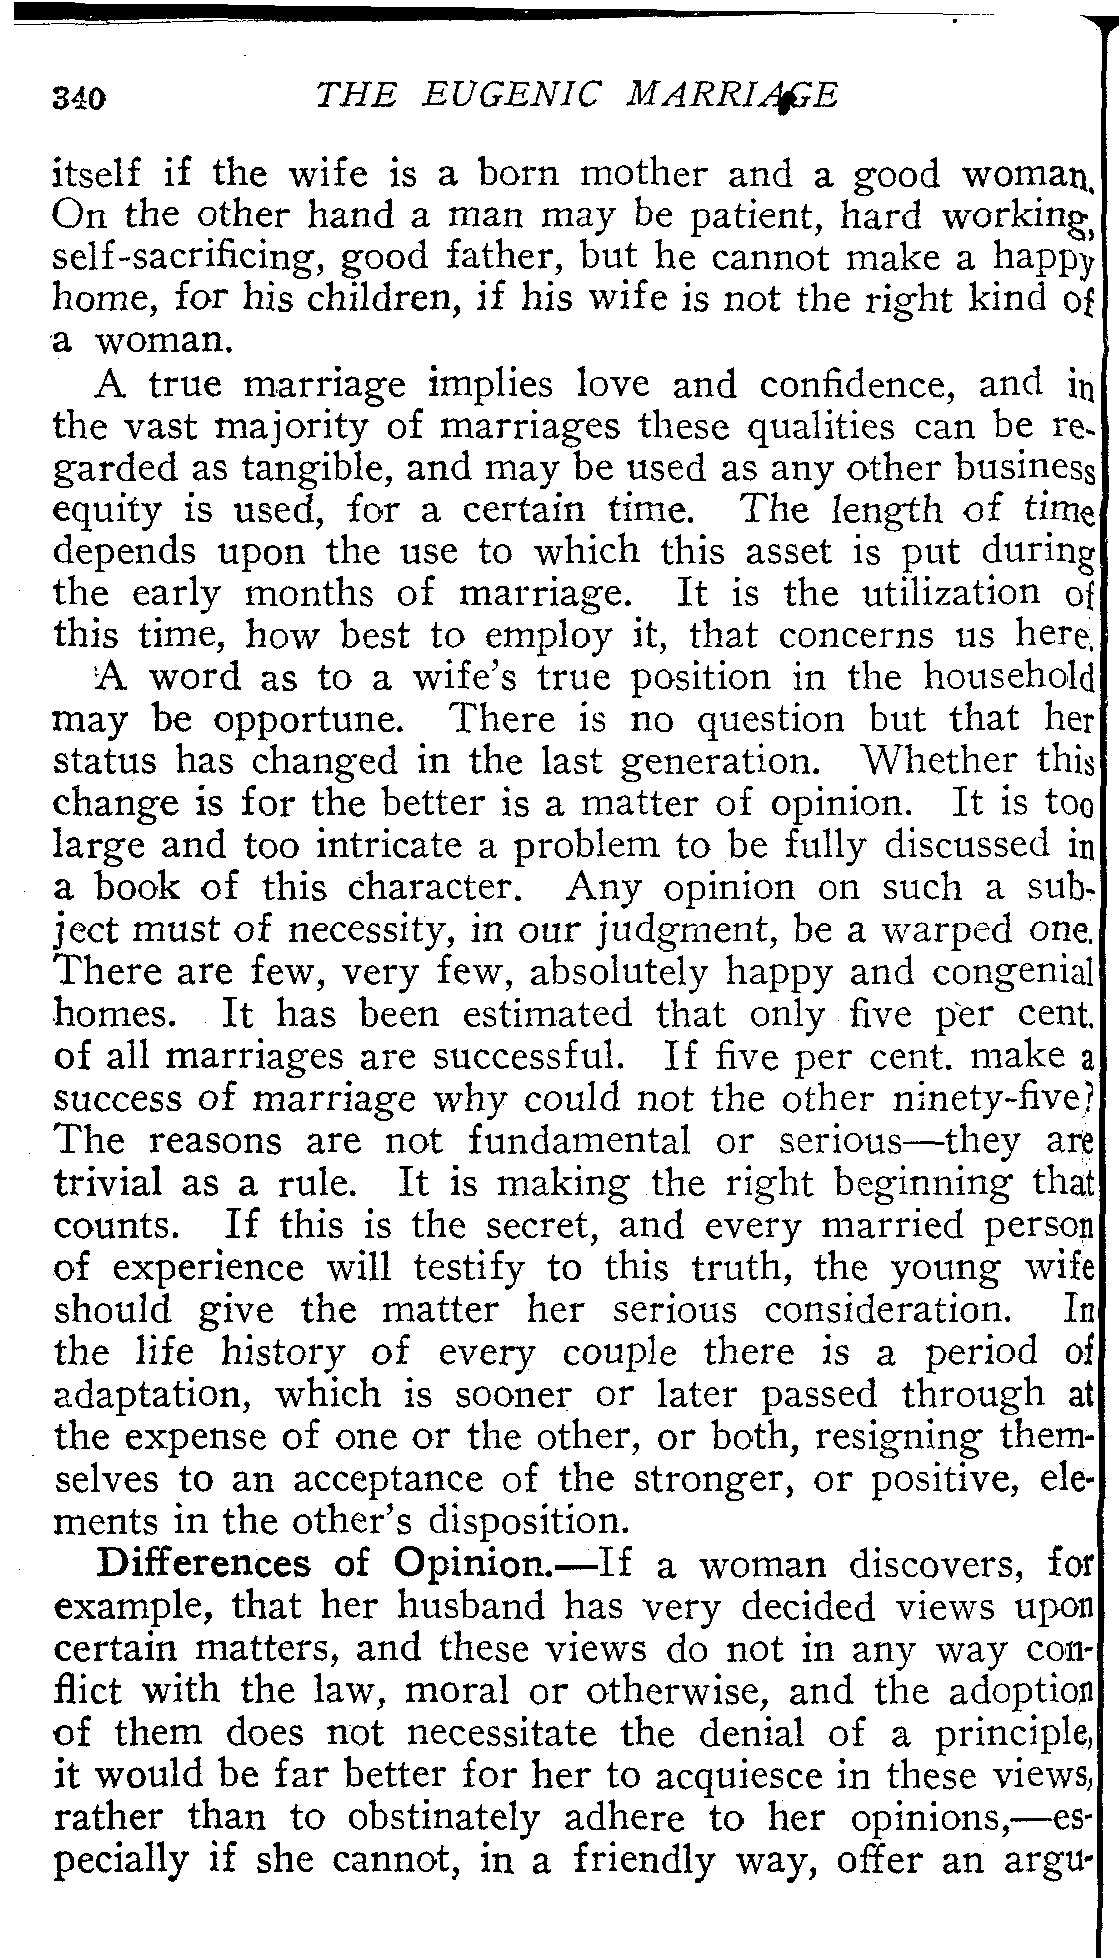 340 THE EUGENIC MARRIAGE
itself if the wife is a born mother and a good woman.
On the other hand a man may be patient, hard working,
self-sacrificing, good father, but he cannot make a happy
home, for his children, if his wife is not the right kind of
a woman.
A true marriage implies love and confidence, and in
the vast majority of marriages these qualities can be re-
garded as tangible, and may be used as any other business
equity is used, for a certain time. The length of time
depends upon the use to which this asset is put during
the early months of marriage. It is the utilization of
this time, how best to employ it, that concerns us here.
A word as to a wife's true position in the household
may be opportune. There is no question but that her
status has changed in the last generation. Whether this
change is for the better is a matter of opinion. It is too
large and too intricate a problem to be fully discussed in
a book of this character. Any opinion on such a sub-
ject must of necessity, in our judgment, be a warped one.
There are few, very few, absolutely happy and congenial
homes. It has been estimated that only five per cent.
of all marriages are successful. If five per cent. make a
success of marriage why could not the other ninety-five?
The reasons are not fundamental or serious—they are
trivial as a rule. It is making the right beginning that
counts. If this is the secret, and every married person
of experience will testify to this truth, the young wife
should give the matter her serious consideration. In
the life history of every couple there is a period of
adaptation, which is sooner or later passed through at
the expense of one or the other, or both, resigning them-
selves to an acceptance of the stronger, or positive, ele-
ments in the other's disposition.
Differences of Opinion.—If a woman discovers, for
example, that her husband has very decided views upon
certain matters, and these views do not in any way con-
flict with the law, moral or otherwise, and the adoption
of them does not necessitate the denial of a principle,
it would be far better for her to acquiesce in these views,
rather than to obstinately adhere to her opinions,—es-
pecially if she cannot, in a friendly way, offer an argu-